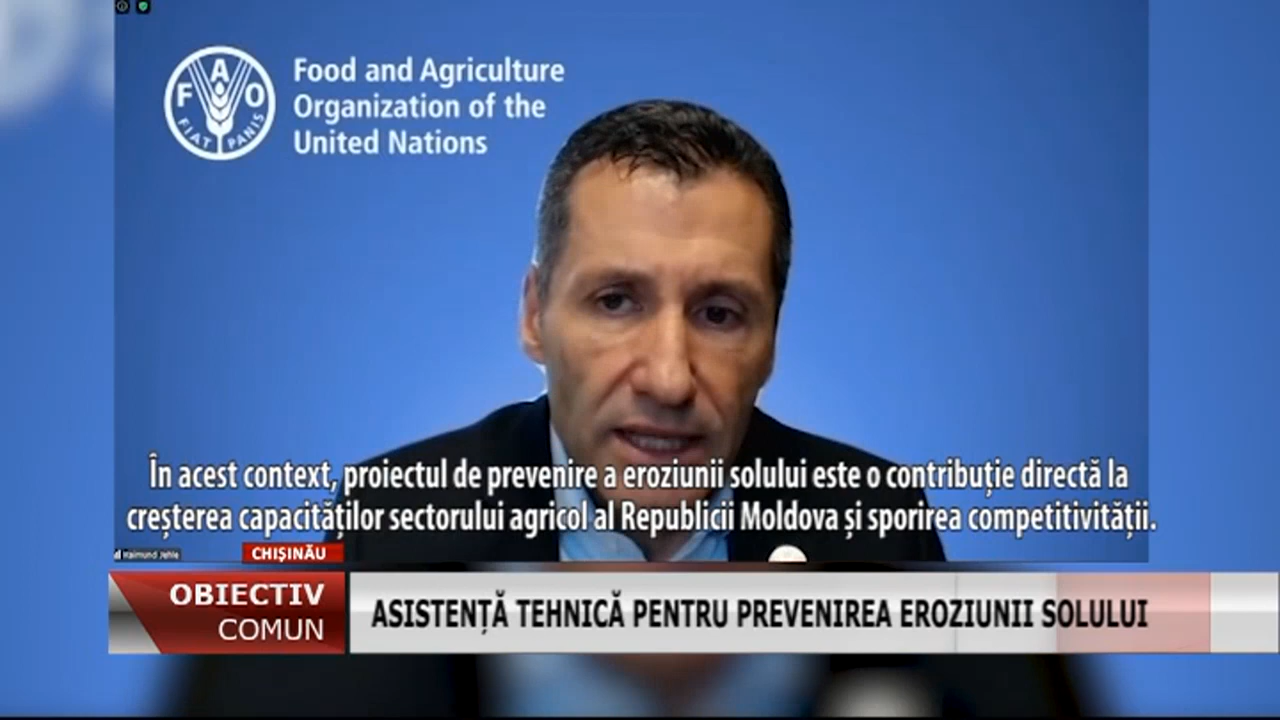 Food and Agriculture
Organization of the
United Nations
F A O
FIAT PANIS
În acest context, proiectul de prevenire a eroziunii solului este o contribuție directă la
creșterea capacităților sectorului agricol al Republicii Moldova și sporirea competitivității.
Raimund Jehle
CHIȘINĂU
OBIECTIV
COMUN
ASISTENȚĂ TEHNICĂ PENTRU PREVENIREA EROZIUNII SOLULUI